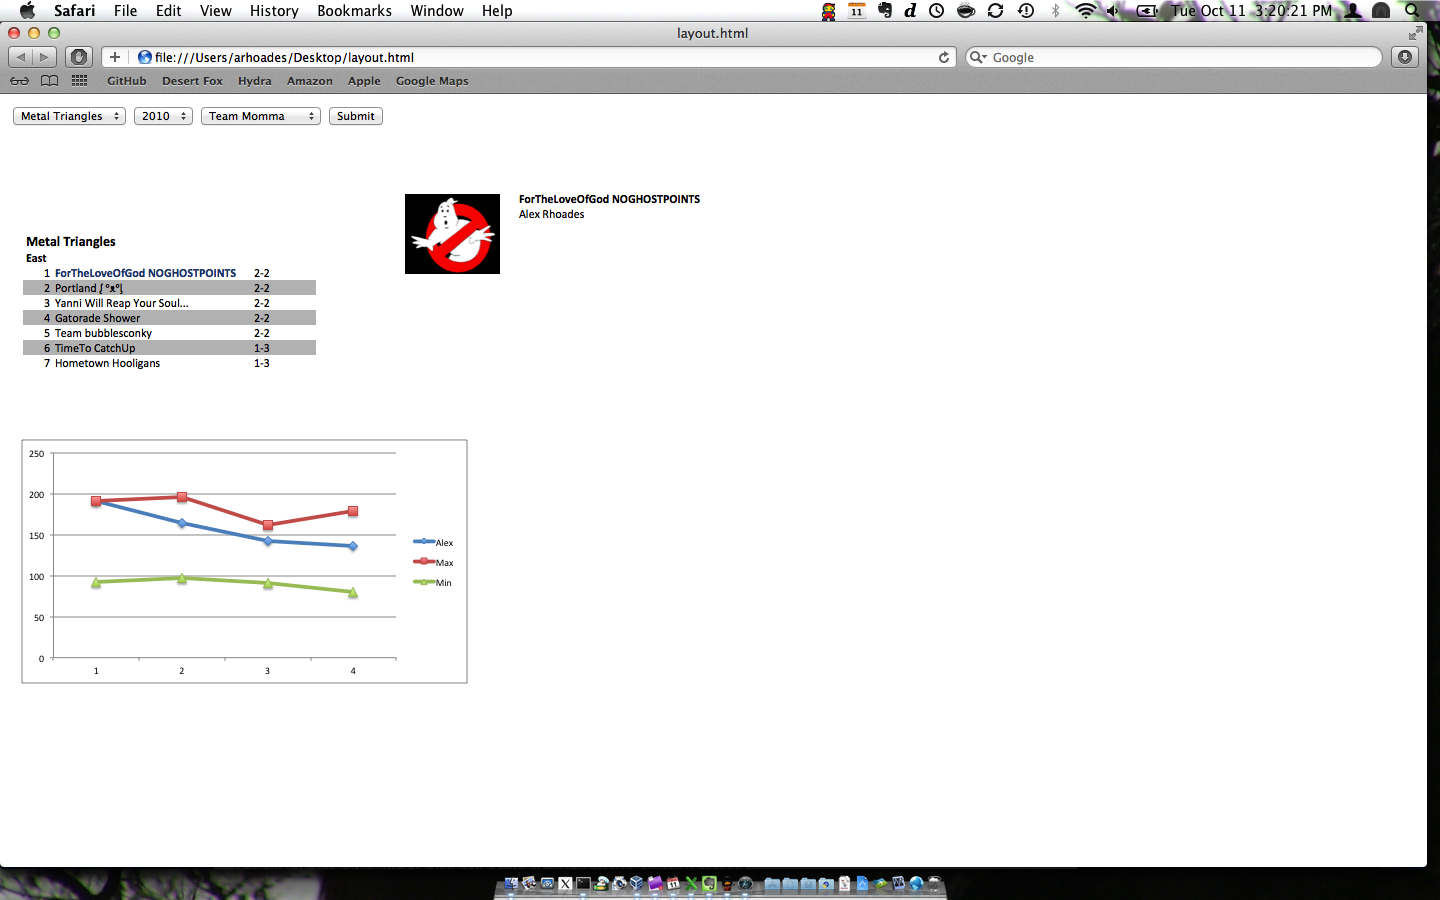 Safari File Edit View History Bookmarks Window Help 11 d Tue Oct 11 3:20:21 PM
layout.html
file:///Users/arhoades/Desktop/layout.html Google
GitHub Desert Fox Hydra Amazon Apple Google Maps
Metal Triangles 2010 Team Momma Submit
ForTheLoveOfGod NOGHOSTPOINTS
Alex Rhoades
Metal Triangles
East
1 ForTheLoveOfGod NOGHOSTPOINTS 2-2
2 Portland ʃ °ᴥ°ʅ 2-2
3 Yanni Will Reap Your Soul... 2-2
4 Gatorade Shower 2-2
5 Team bubblesconky 2-2
6 TimeTo CatchUp 1-3
7 Hometown Hooligans 1-3
250
200
150
100
50
0
1 2 3 4
Alex
Max
Min